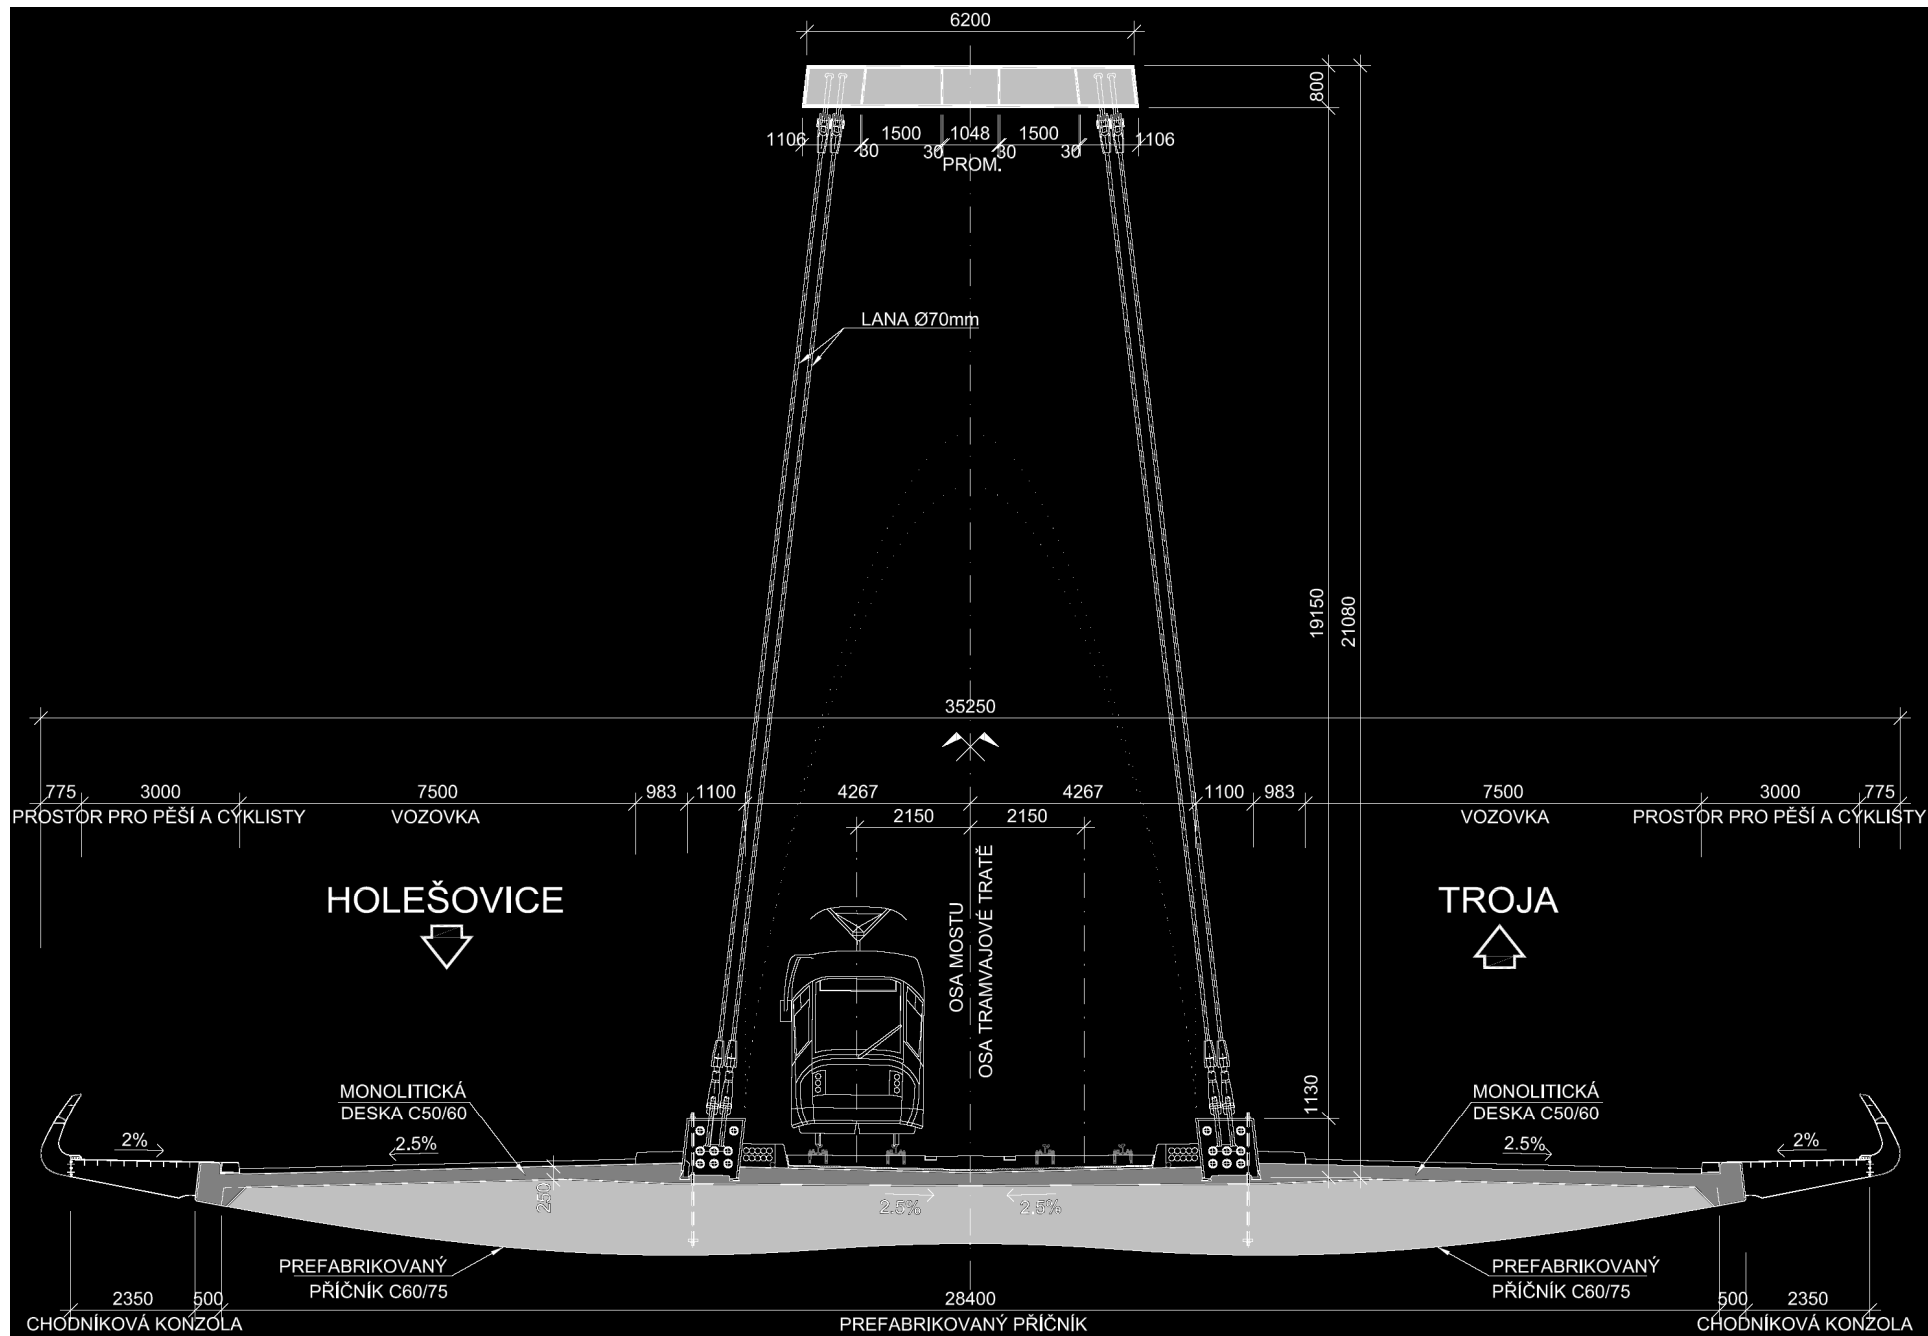 6200
800
1106 1500 1048 1500 1106
30 30 30 30
PROM.
LANA Ø70mm
19150
21080
35250
775 3000 7500 983 1100 4267 4267 1100 983 7500 3000 775
PROSTOR PRO PĚŠÍ A CYKLISTY VOZOVKA VOZOVKA PROSTOR PRO PĚŠÍ A CYKLISTY
2150 2150
HOLEŠOVICE
TROJA
OSA MOSTU
OSA TRAMVAJOVÉ TRATĚ
1130
MONOLITICKÁ
DESKA C50/60
MONOLITICKÁ
DESKA C50/60
2% 2.5% 2.5% 2%
250
2.5% 2.5%
PREFABRIKOVANÝ
PŘÍČNÍK C60/75
PREFABRIKOVANÝ
PŘÍČNÍK C60/75
2350 500 28400 500 2350
CHODNÍKOVÁ KONZOLA PREFABRIKOVANÝ PŘÍČNÍK CHODNÍKOVÁ KONZOLA